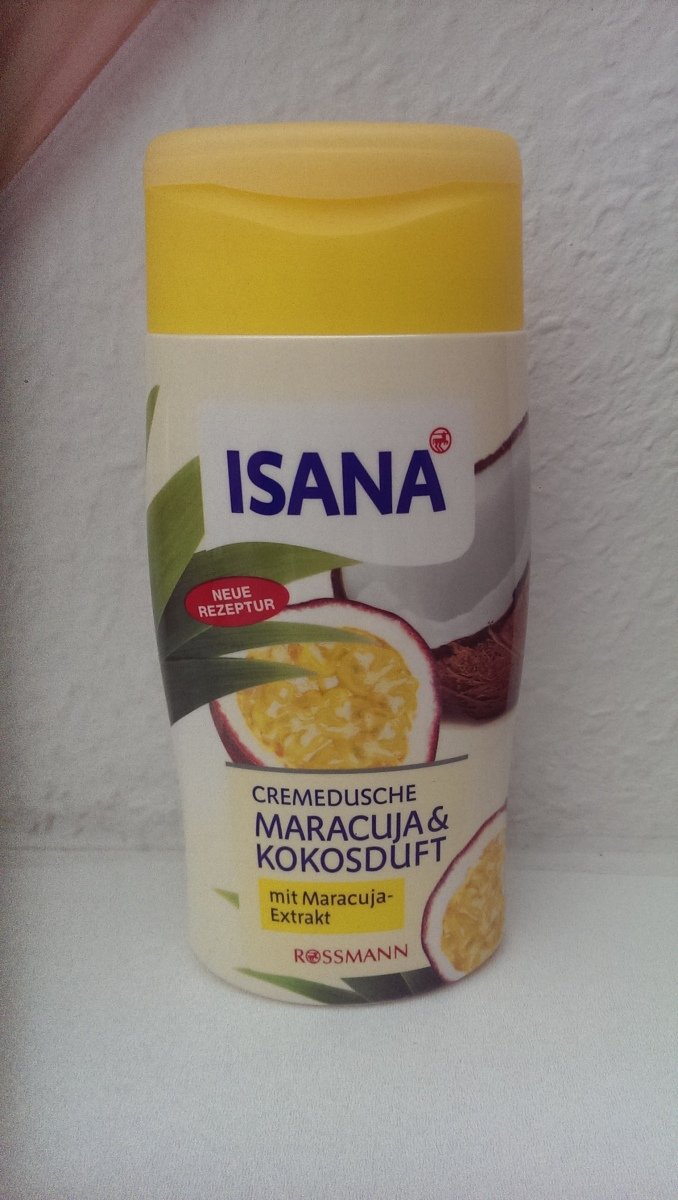 ISANA
NEUE
REZEPTUR
CREMEDUSCHE
MARACUJA &
KOKOSDUFT
mit Maracuja-
Extrakt
ROSSMANN